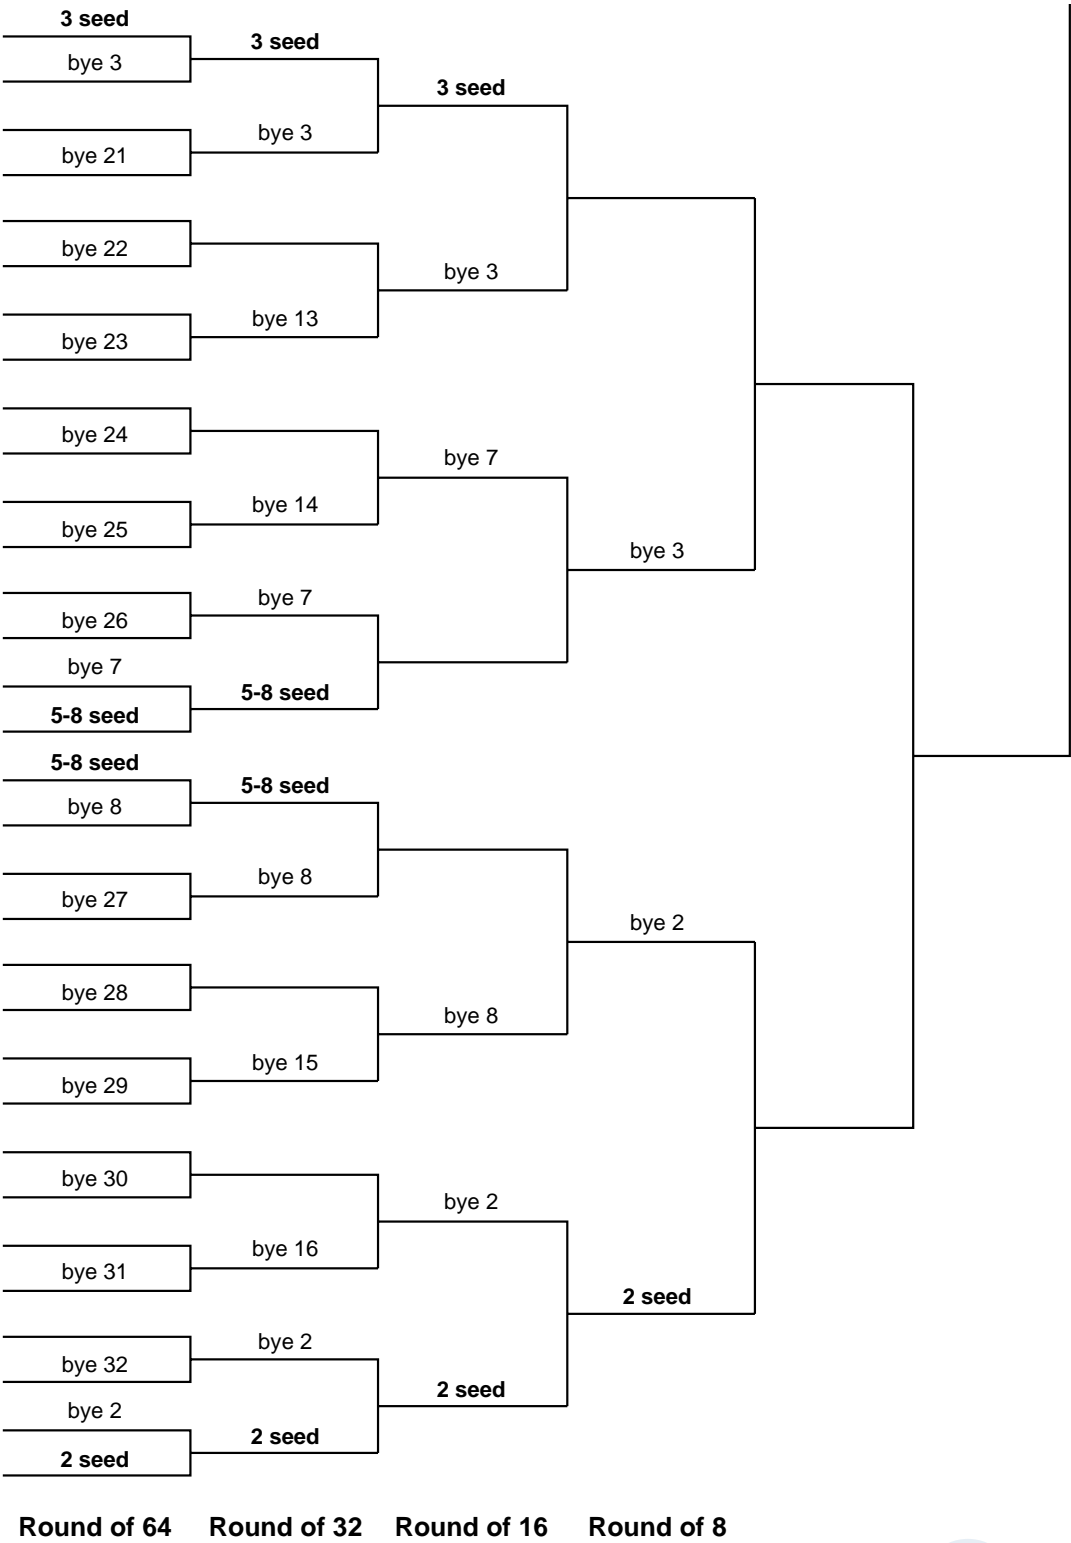 3 seed
3 seed
bye 3
3 seed
bye 3
bye 21
bye 22
bye 3
bye 13
bye 23
bye 24
bye 7
bye 14
bye 25
bye 3
bye 7
bye 26
bye 7
5-8 seed
5-8 seed
5-8 seed
5-8 seed
bye 8
bye 8
bye 27
bye 2
bye 28
bye 8
bye 15
bye 29
bye 30
bye 2
bye 16
bye 31
2 seed
bye 2
bye 32
2 seed
bye 2
2 seed
2 seed
Round of 64 Round of 32 Round of 16 Round of 8